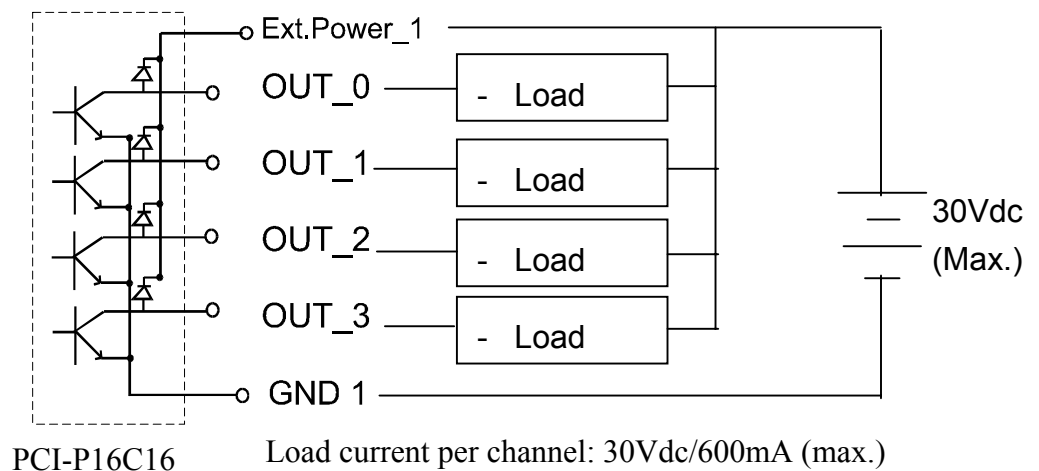 Ext.Power_1
OUT_0
- Load
OUT_1
- Load
OUT_2
- Load
OUT_3
- Load
30Vdc
(Max.)
GND 1
PCI-P16C16
Load current per channel: 30Vdc/600mA (max.)